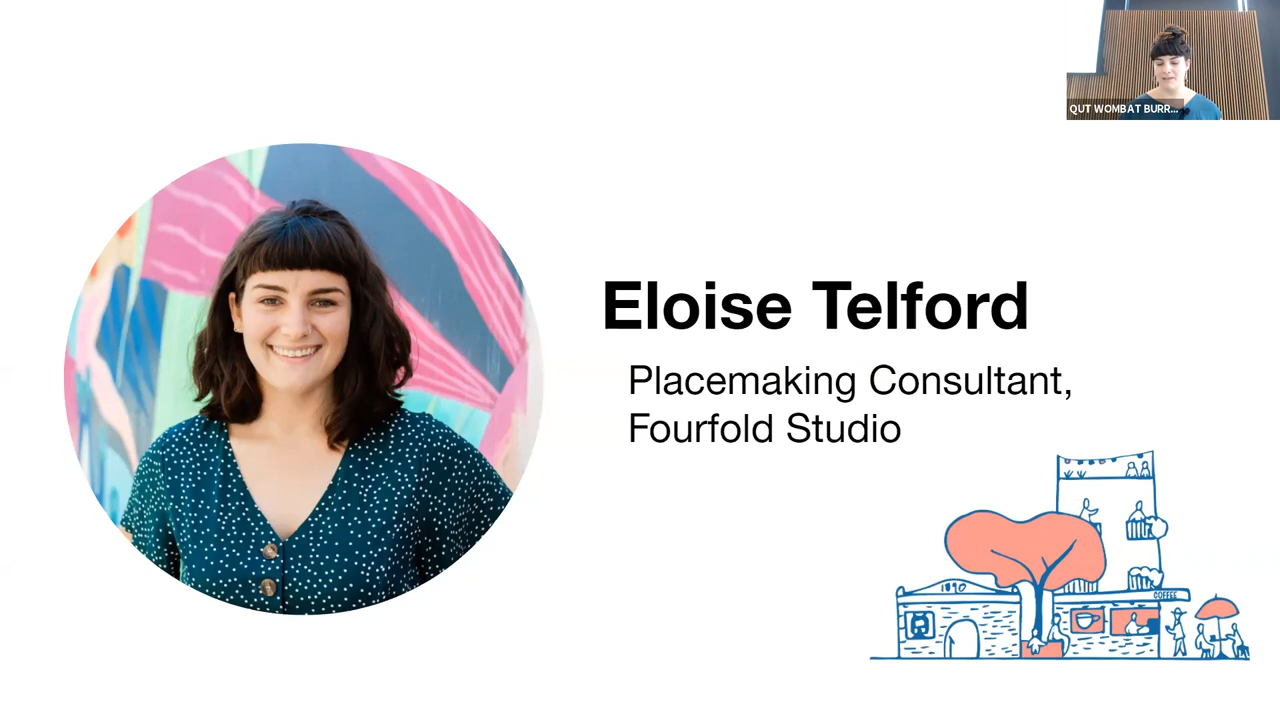 QUT WOMBAT BURR...
Eloise Telford
Placemaking Consultant,
Fourfold Studio
1890
COFFEE